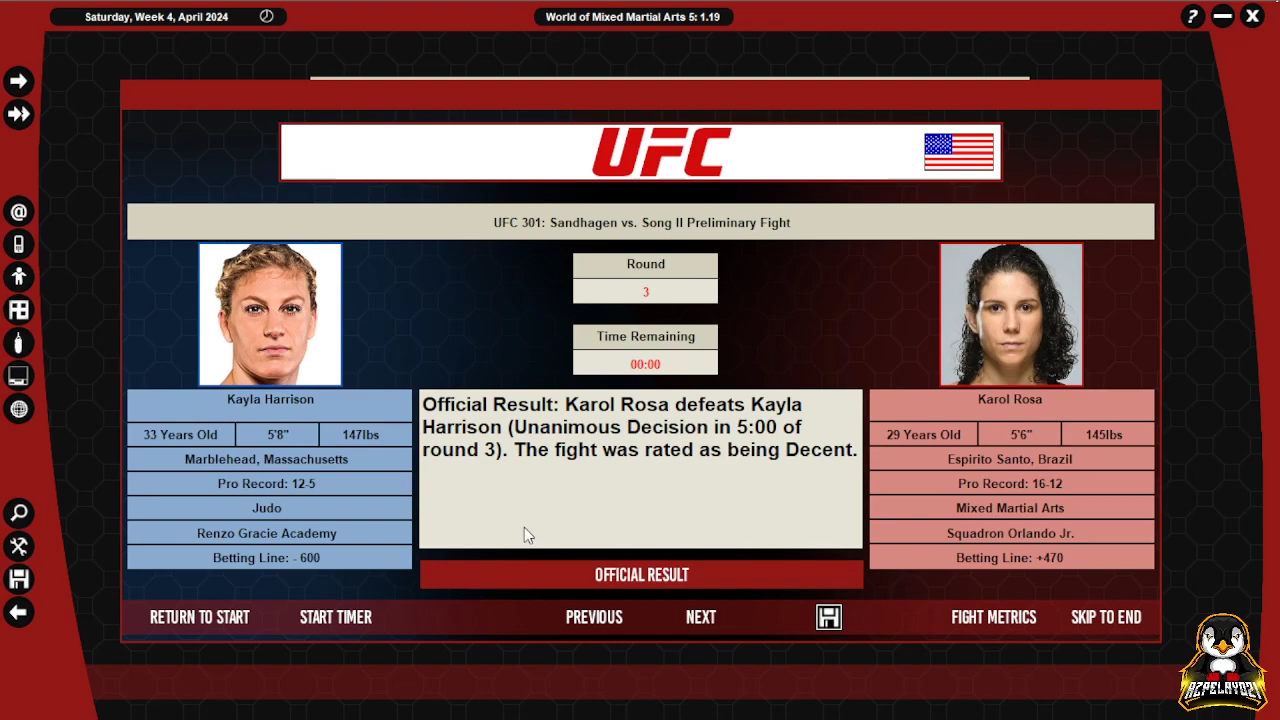 Saturday, Week 4, April 2024
World of Mixed Martial Arts 5: 1.19
?
UFC
UFC 301: Sandhagen vs. Song II Preliminary Fight
Round
3
Time Remaining
00:00
Kayla Harrison
33 Years Old 5'8" 147lbs
Marblehead, Massachusetts
Pro Record: 12-5
Judo
Renzo Gracie Academy
Betting Line: - 600
Official Result: Karol Rosa defeats Kayla
Harrison (Unanimous Decision in 5:00 of
round 3). The fight was rated as being Decent.
OFFICIAL RESULT
Karol Rosa
29 Years Old 5'6" 145lbs
Espirito Santo, Brazil
Pro Record: 16-12
Mixed Martial Arts
Squadron Orlando Jr.
Betting Line: +470
RETURN TO START START TIMER PREVIOUS NEXT FIGHT METRICS SKIP TO END
AZPELAYO21